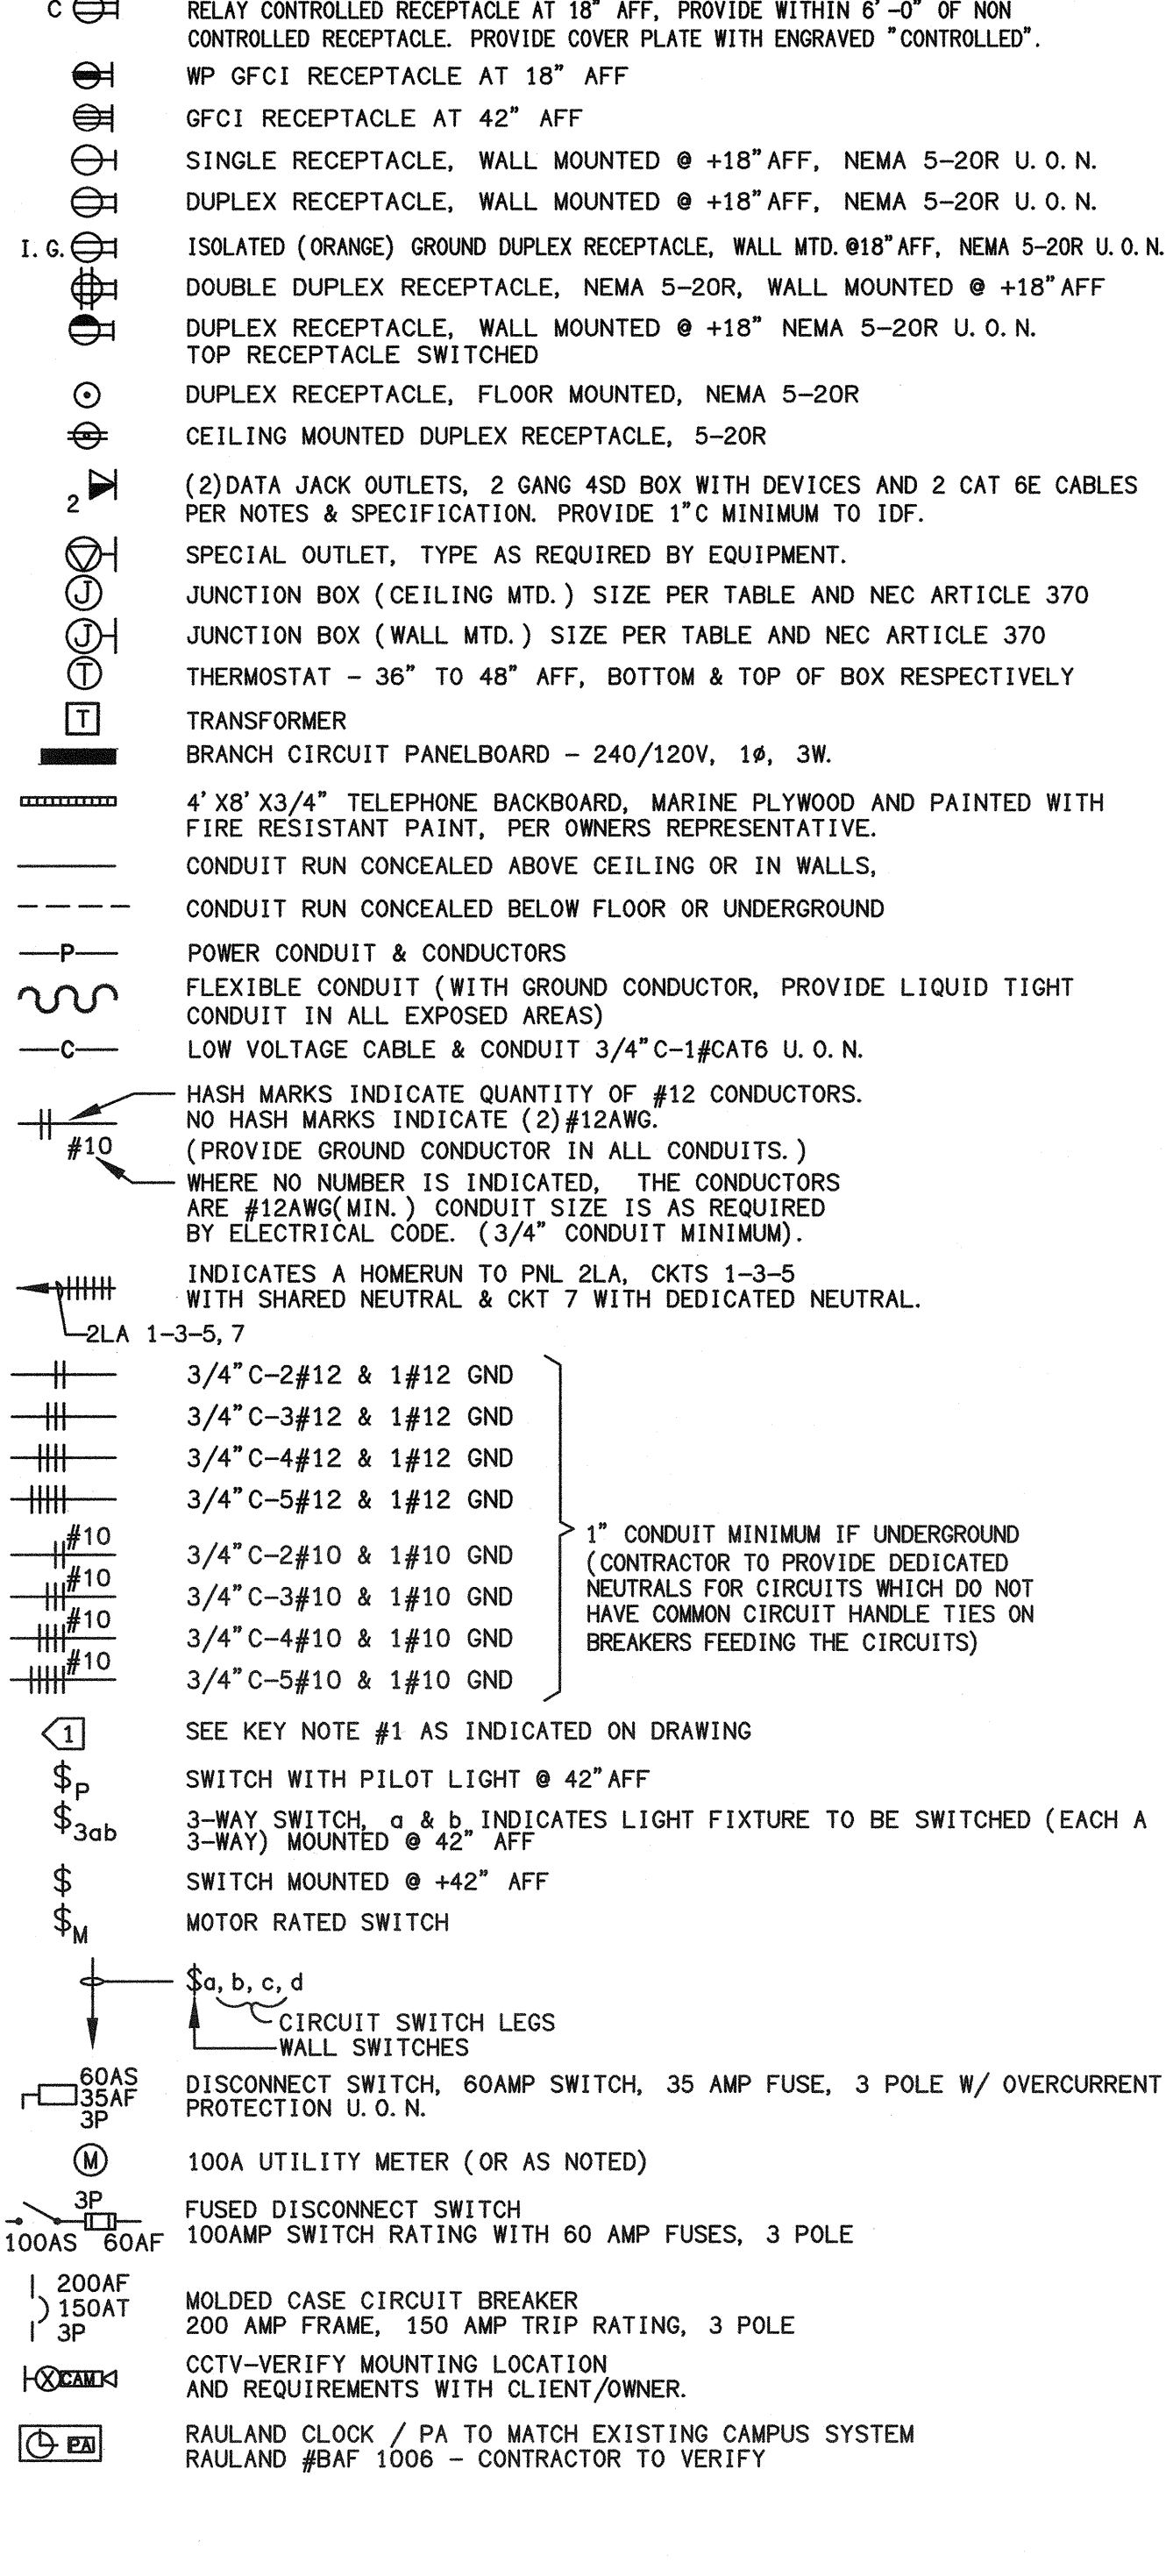 C RELAY CONTROLLED RECEPTACLE AT 18" AFF, PROVIDE WITHIN 6'-0" OF NON
CONTROLLED RECEPTACLE. PROVIDE COVER PLATE WITH ENGRAVED "CONTROLLED".
WP GFCI RECEPTACLE AT 18" AFF
GFCI RECEPTACLE AT 42" AFF
SINGLE RECEPTACLE, WALL MOUNTED @ +18"AFF, NEMA 5-20R U.O.N.
DUPLEX RECEPTACLE, WALL MOUNTED @ +18"AFF, NEMA 5-20R U.O.N.
I.G. ISOLATED (ORANGE) GROUND DUPLEX RECEPTACLE, WALL MTD. @18"AFF, NEMA 5-20R U.O.N.
DOUBLE DUPLEX RECEPTACLE, NEMA 5-20R, WALL MOUNTED @ +18"AFF
DUPLEX RECEPTACLE, WALL MOUNTED @ +18" NEMA 5-20R U.O.N.
TOP RECEPTACLE SWITCHED
DUPLEX RECEPTACLE, FLOOR MOUNTED, NEMA 5-20R
CEILING MOUNTED DUPLEX RECEPTACLE, 5-20R
2 (2)DATA JACK OUTLETS, 2 GANG 4SD BOX WITH DEVICES AND 2 CAT 6E CABLES
PER NOTES & SPECIFICATION. PROVIDE 1"C MINIMUM TO IDF.
SPECIAL OUTLET, TYPE AS REQUIRED BY EQUIPMENT.
J JUNCTION BOX (CEILING MTD.) SIZE PER TABLE AND NEC ARTICLE 370
J JUNCTION BOX (WALL MTD.) SIZE PER TABLE AND NEC ARTICLE 370
T THERMOSTAT - 36" TO 48" AFF, BOTTOM & TOP OF BOX RESPECTIVELY
T TRANSFORMER
BRANCH CIRCUIT PANELBOARD - 240/120V, 1ø, 3W.
4'X8'X3/4" TELEPHONE BACKBOARD, MARINE PLYWOOD AND PAINTED WITH
FIRE RESISTANT PAINT, PER OWNERS REPRESENTATIVE.
CONDUIT RUN CONCEALED ABOVE CEILING OR IN WALLS,
CONDUIT RUN CONCEALED BELOW FLOOR OR UNDERGROUND
P POWER CONDUIT & CONDUCTORS
FLEXIBLE CONDUIT (WITH GROUND CONDUCTOR, PROVIDE LIQUID TIGHT
CONDUIT IN ALL EXPOSED AREAS)
C LOW VOLTAGE CABLE & CONDUIT 3/4"C-1#CAT6 U.O.N.
HASH MARKS INDICATE QUANTITY OF #12 CONDUCTORS.
NO HASH MARKS INDICATE (2)#12AWG.
#10 (PROVIDE GROUND CONDUCTOR IN ALL CONDUITS.)
WHERE NO NUMBER IS INDICATED, THE CONDUCTORS
ARE #12AWG(MIN.) CONDUIT SIZE IS AS REQUIRED
BY ELECTRICAL CODE. (3/4" CONDUIT MINIMUM).
INDICATES A HOMERUN TO PNL 2LA, CKTS 1-3-5
WITH SHARED NEUTRAL & CKT 7 WITH DEDICATED NEUTRAL.
2LA 1-3-5,7
3/4"C-2#12 & 1#12 GND
3/4"C-3#12 & 1#12 GND
3/4"C-4#12 & 1#12 GND
3/4"C-5#12 & 1#12 GND
#10 3/4"C-2#10 & 1#10 GND
#10 3/4"C-3#10 & 1#10 GND
#10 3/4"C-4#10 & 1#10 GND
#10 3/4"C-5#10 & 1#10 GND
1" CONDUIT MINIMUM IF UNDERGROUND
(CONTRACTOR TO PROVIDE DEDICATED
NEUTRALS FOR CIRCUITS WHICH DO NOT
HAVE COMMON CIRCUIT HANDLE TIES ON
BREAKERS FEEDING THE CIRCUITS)
1 SEE KEY NOTE #1 AS INDICATED ON DRAWING
$P SWITCH WITH PILOT LIGHT @ 42"AFF
$3ab 3-WAY SWITCH, a & b INDICATES LIGHT FIXTURE TO BE SWITCHED (EACH A
3-WAY) MOUNTED @ 42" AFF
$ SWITCH MOUNTED @ +42" AFF
$M MOTOR RATED SWITCH
$a,b,c,d
CIRCUIT SWITCH LEGS
WALL SWITCHES
60AS
35AF
3P
DISCONNECT SWITCH, 60AMP SWITCH, 35 AMP FUSE, 3 POLE W/ OVERCURRENT
PROTECTION U.O.N.
M 100A UTILITY METER (OR AS NOTED)
3P
100AS 60AF
FUSED DISCONNECT SWITCH
100AMP SWITCH RATING WITH 60 AMP FUSES, 3 POLE
200AF
150AT
3P
MOLDED CASE CIRCUIT BREAKER
200 AMP FRAME, 150 AMP TRIP RATING, 3 POLE
CAM CCTV-VERIFY MOUNTING LOCATION
AND REQUIREMENTS WITH CLIENT/OWNER.
PA RAULAND CLOCK / PA TO MATCH EXISTING CAMPUS SYSTEM
RAULAND #BAF 1006 - CONTRACTOR TO VERIFY